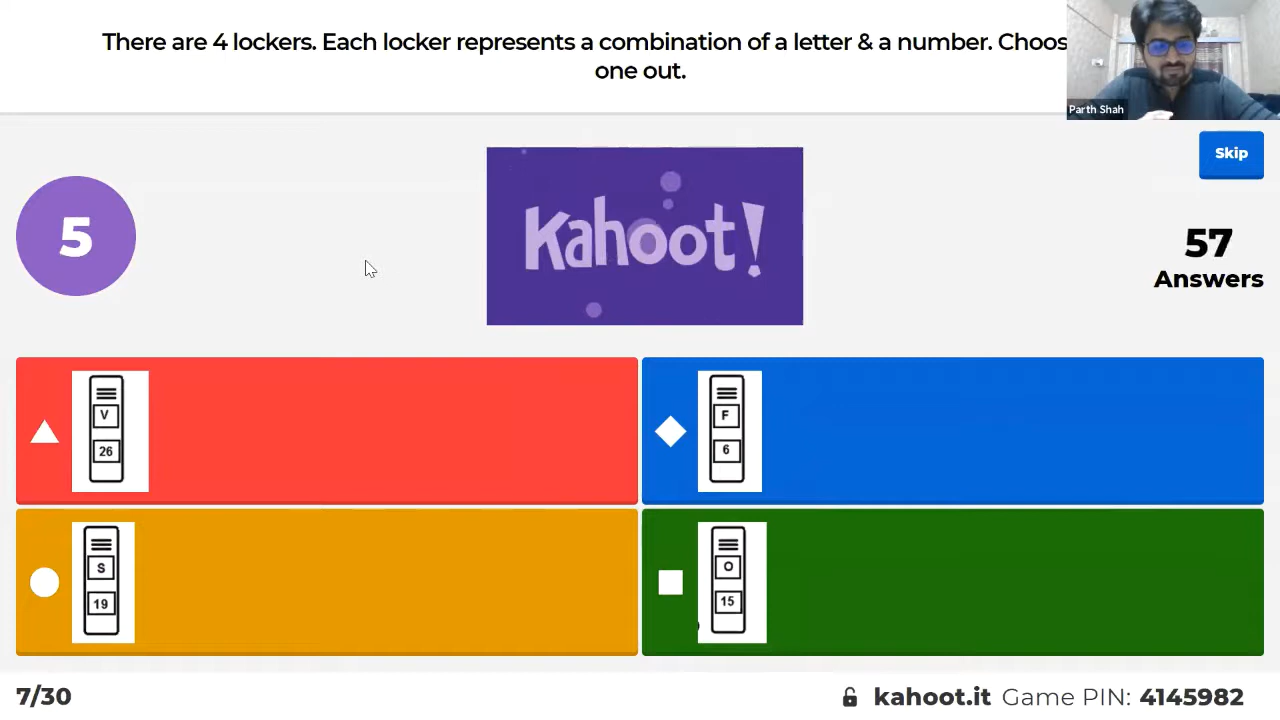 There are 4 lockers. Each locker represents a combination of a letter & a number. Choos
one out.
Parth Shah
Skip
5
Kahoot!
57
Answers
V
26
F
6
S
19
O
15
7/30
kahoot.it Game PIN: 4145982